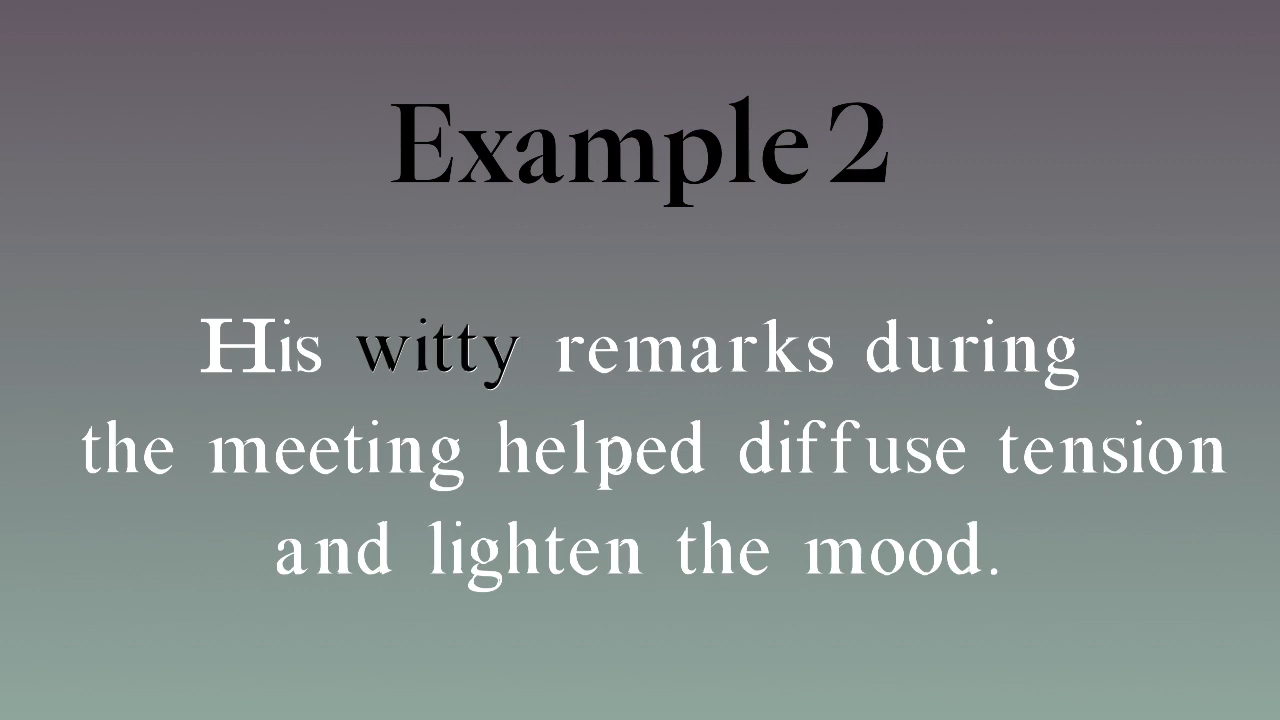 Example 2
His witty remarks during
the meeting helped diffuse tension
and lighten the mood.